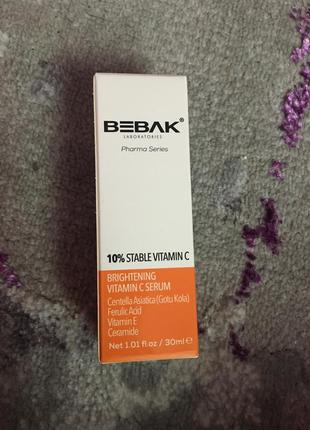 BEBAK®
LABORATORIES
Pharma Series
10% STABLE VITAMIN C
BRIGHTENING
VITAMIN C SERUM
Centella Asiatica (Gotu Kola)
Ferulic Acid
Vitamin E
Ceramide
Net 1.01 fl.oz / 30ml ℮